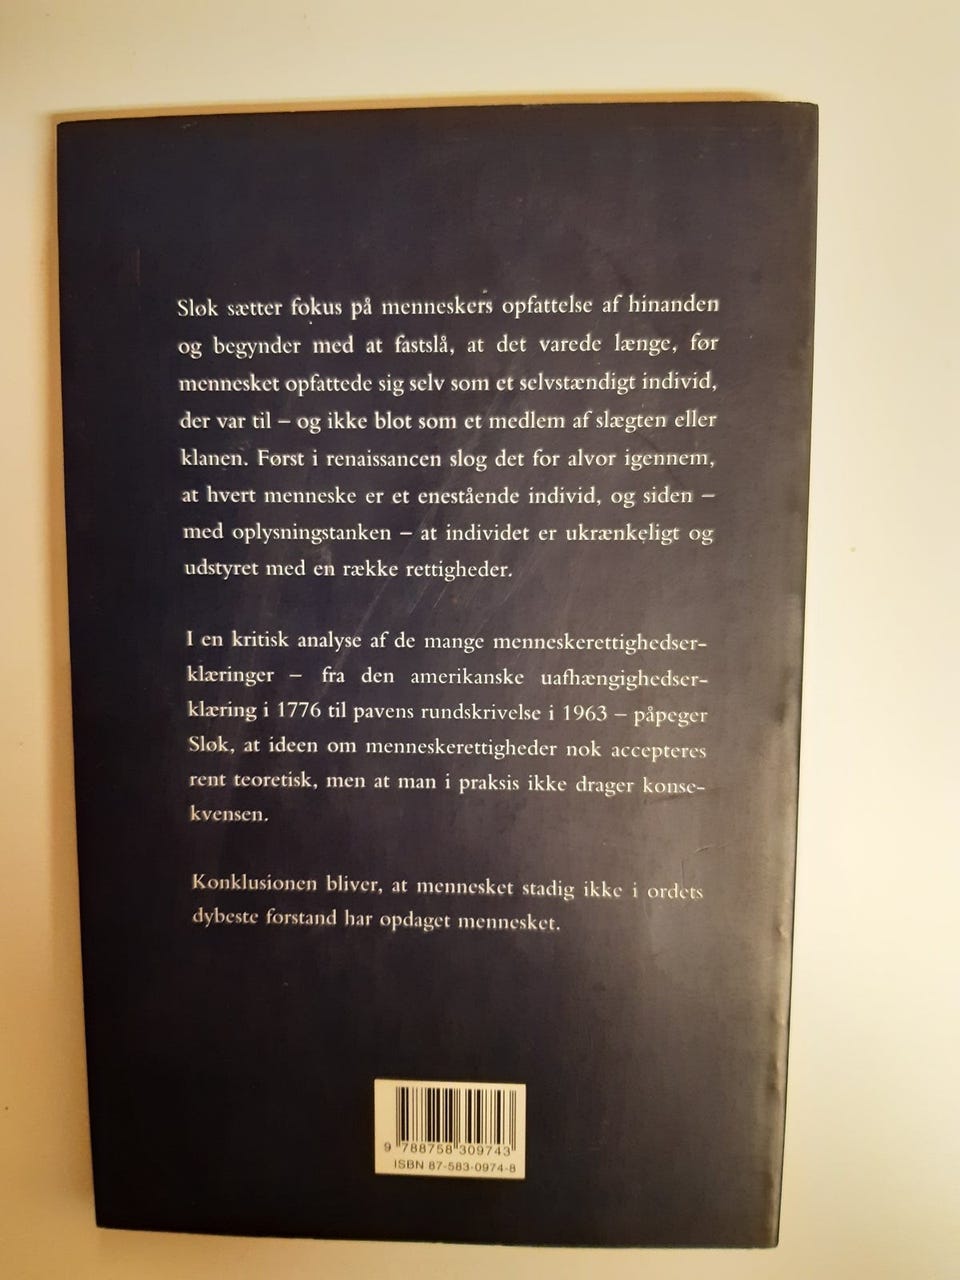 Sløk sætter fokus på menneskers opfattelse af hinanden
og begynder med at fastslå, at det varede længe, før
mennesket opfattede sig selv som et selvstændigt individ,
der var til – og ikke blot som et medlem af slægten eller
klanen. Først i renaissancen slog det for alvor igennem,
at hvert menneske er et enestående individ, og siden –
med oplysningstanken – at individet er ukrænkeligt og
udstyret med en række rettigheder.
I en kritisk analyse af de mange menneskerettighedser-
klæringer – fra den amerikanske uafhængighedser-
klæring i 1776 til pavens rundskrivelse i 1963 – påpeger
Sløk, at ideen om menneskerettigheder nok accepteres
rent teoretisk, men at man i praksis ikke drager konse-
kvensen.
Konklusionen bliver, at mennesket stadig ikke i ordets
dybeste forstand har opdaget mennesket.
9 788758 309743
ISBN 87-583-0974-8